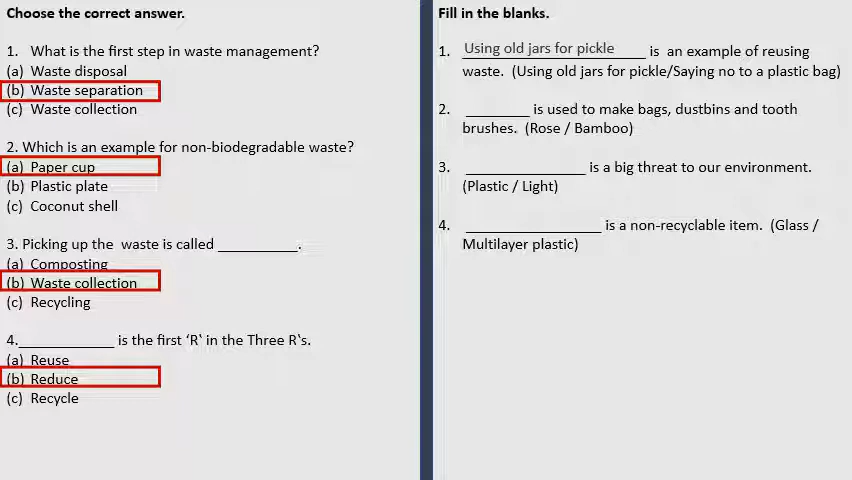 Choose the correct answer.
1. What is the first step in waste management?
(a) Waste disposal
(b) Waste separation
(c) Waste collection
2. Which is an example for non-biodegradable waste?
(a) Paper cup
(b) Plastic plate
(c) Coconut shell
3. Picking up the waste is called __________.
(a) Composting
(b) Waste collection
(c) Recycling
4.____________ is the first ‘R‛ in the Three R‛s.
(a) Reuse
(b) Reduce
(c) Recycle
Fill in the blanks.
1. Using old jars for pickle is an example of reusing
waste. (Using old jars for pickle/Saying no to a plastic bag)
2. ________ is used to make bags, dustbins and tooth
brushes. (Rose / Bamboo)
3. _______________ is a big threat to our environment.
(Plastic / Light)
4. _________________ is a non-recyclable item. (Glass /
Multilayer plastic)